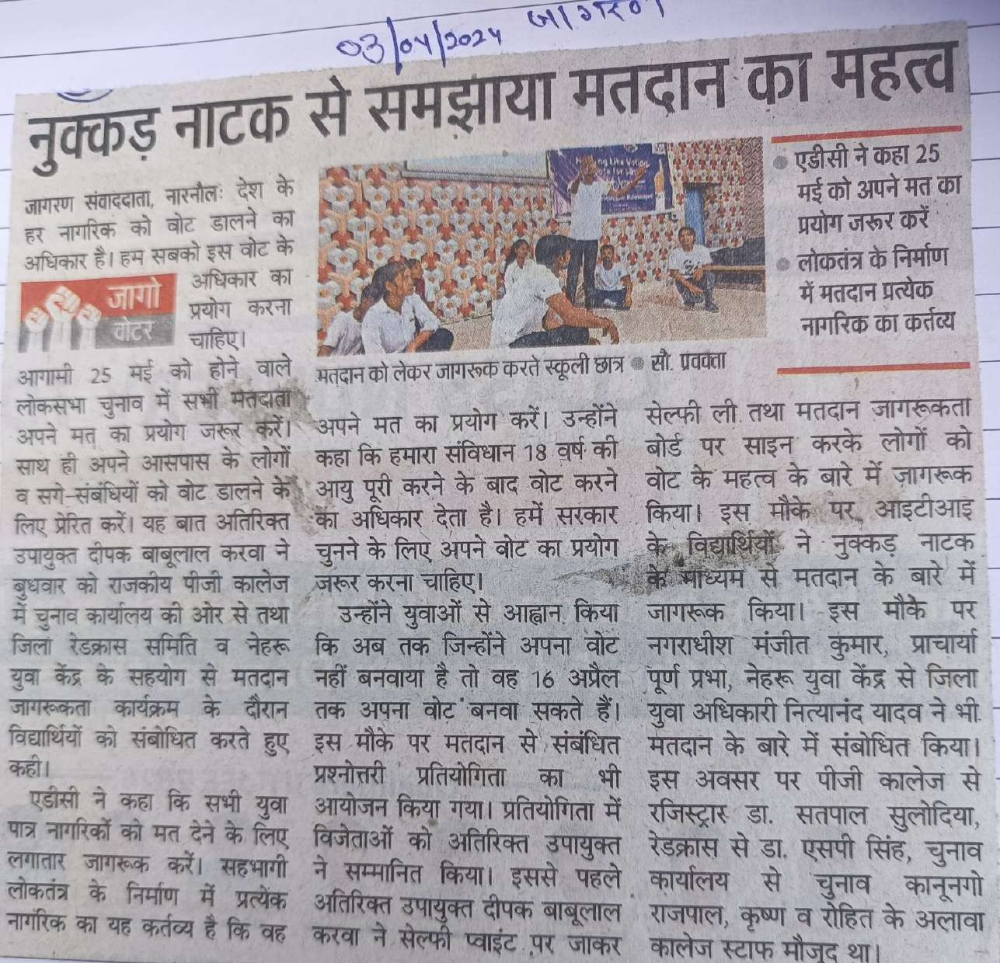 03/04/2024 जागरण
नुक्कड़ नाटक से समझाया मतदान का महत्व
जागरण संवाददाता, नारनौलः देश के
हर नागरिक को वोट डालने का
अधिकार है। हम सबको इस वोट के
जागो
वोटर
अधिकार का
प्रयोग करना
चाहिए।
आगामी 25 मई को होने वाले
लोकसभा चुनाव में सभी मतदाता
अपने मत का प्रयोग जरूर करें।
साथ ही अपने आसपास के लोगों
व सगे-संबंधियों को वोट डालने के
लिए प्रेरित करें। यह बात अतिरिक्त
उपायुक्त दीपक बाबूलाल करवा ने
बुधवार को राजकीय पीजी कालेज
में चुनाव कार्यालय की ओर से तथा
जिला रेडक्रास समिति व नेहरू
युवा केंद्र के सहयोग से मतदान
जागरूकता कार्यक्रम के दौरान
विद्यार्थियों को संबोधित करते हुए
कही।
एडीसी ने कहा कि सभी युवा
पात्र नागरिकों को मत देने के लिए
लगातार जागरूक करें। सहभागी
लोकतंत्र के निर्माण में प्रत्येक
नागरिक का यह कर्तव्य है कि वह
Like Voting
मतदान को लेकर जागरूक करते स्कूली छात्र ● सौ. प्रवक्ता
● एडीसी ने कहा 25
मई को अपने मत का
प्रयोग जरूर करें
● लोकतंत्र के निर्माण
में मतदान प्रत्येक
नागरिक का कर्तव्य
अपने मत का प्रयोग करें। उन्होंने
कहा कि हमारा संविधान 18 वर्ष की
आयु पूरी करने के बाद वोट करने
का अधिकार देता है। हमें सरकार
चुनने के लिए अपने वोट का प्रयोग
जरूर करना चाहिए।
उन्होंने युवाओं से आह्वान किया
कि अब तक जिन्होंने अपना वोट
नहीं बनवाया है तो वह 16 अप्रैल
तक अपना वोट बनवा सकते हैं।
इस मौके पर मतदान से संबंधित
प्रश्नोत्तरी प्रतियोगिता का भी
आयोजन किया गया। प्रतियोगिता में
विजेताओं को अतिरिक्त उपायुक्त
ने सम्मानित किया। इससे पहले
अतिरिक्त उपायुक्त दीपक बाबूलाल
करवा ने सेल्फी प्वाइंट पर जाकर
सेल्फी ली तथा मतदान जागरूकता
बोर्ड पर साइन करके लोगों को
वोट के महत्व के बारे में जागरूक
किया। इस मौके पर आइटीआइ
के विद्यार्थियों ने नुक्कड़ नाटक
के माध्यम से मतदान के बारे में
जागरूक किया। इस मौके पर
नगराधीश मंजीत कुमार, प्राचार्या
पूर्ण प्रभा, नेहरू युवा केंद्र से जिला
युवा अधिकारी नित्यानंद यादव ने भी
मतदान के बारे में संबोधित किया।
इस अवसर पर पीजी कालेज से
रजिस्ट्रार डा. सतपाल सुलोदिया,
रेडक्रास से डा. एसपी सिंह, चुनाव
कार्यालय से चुनाव कानूनगो
राजपाल, कृष्ण व रोहित के अलावा
कालेज स्टाफ मौजूद था।